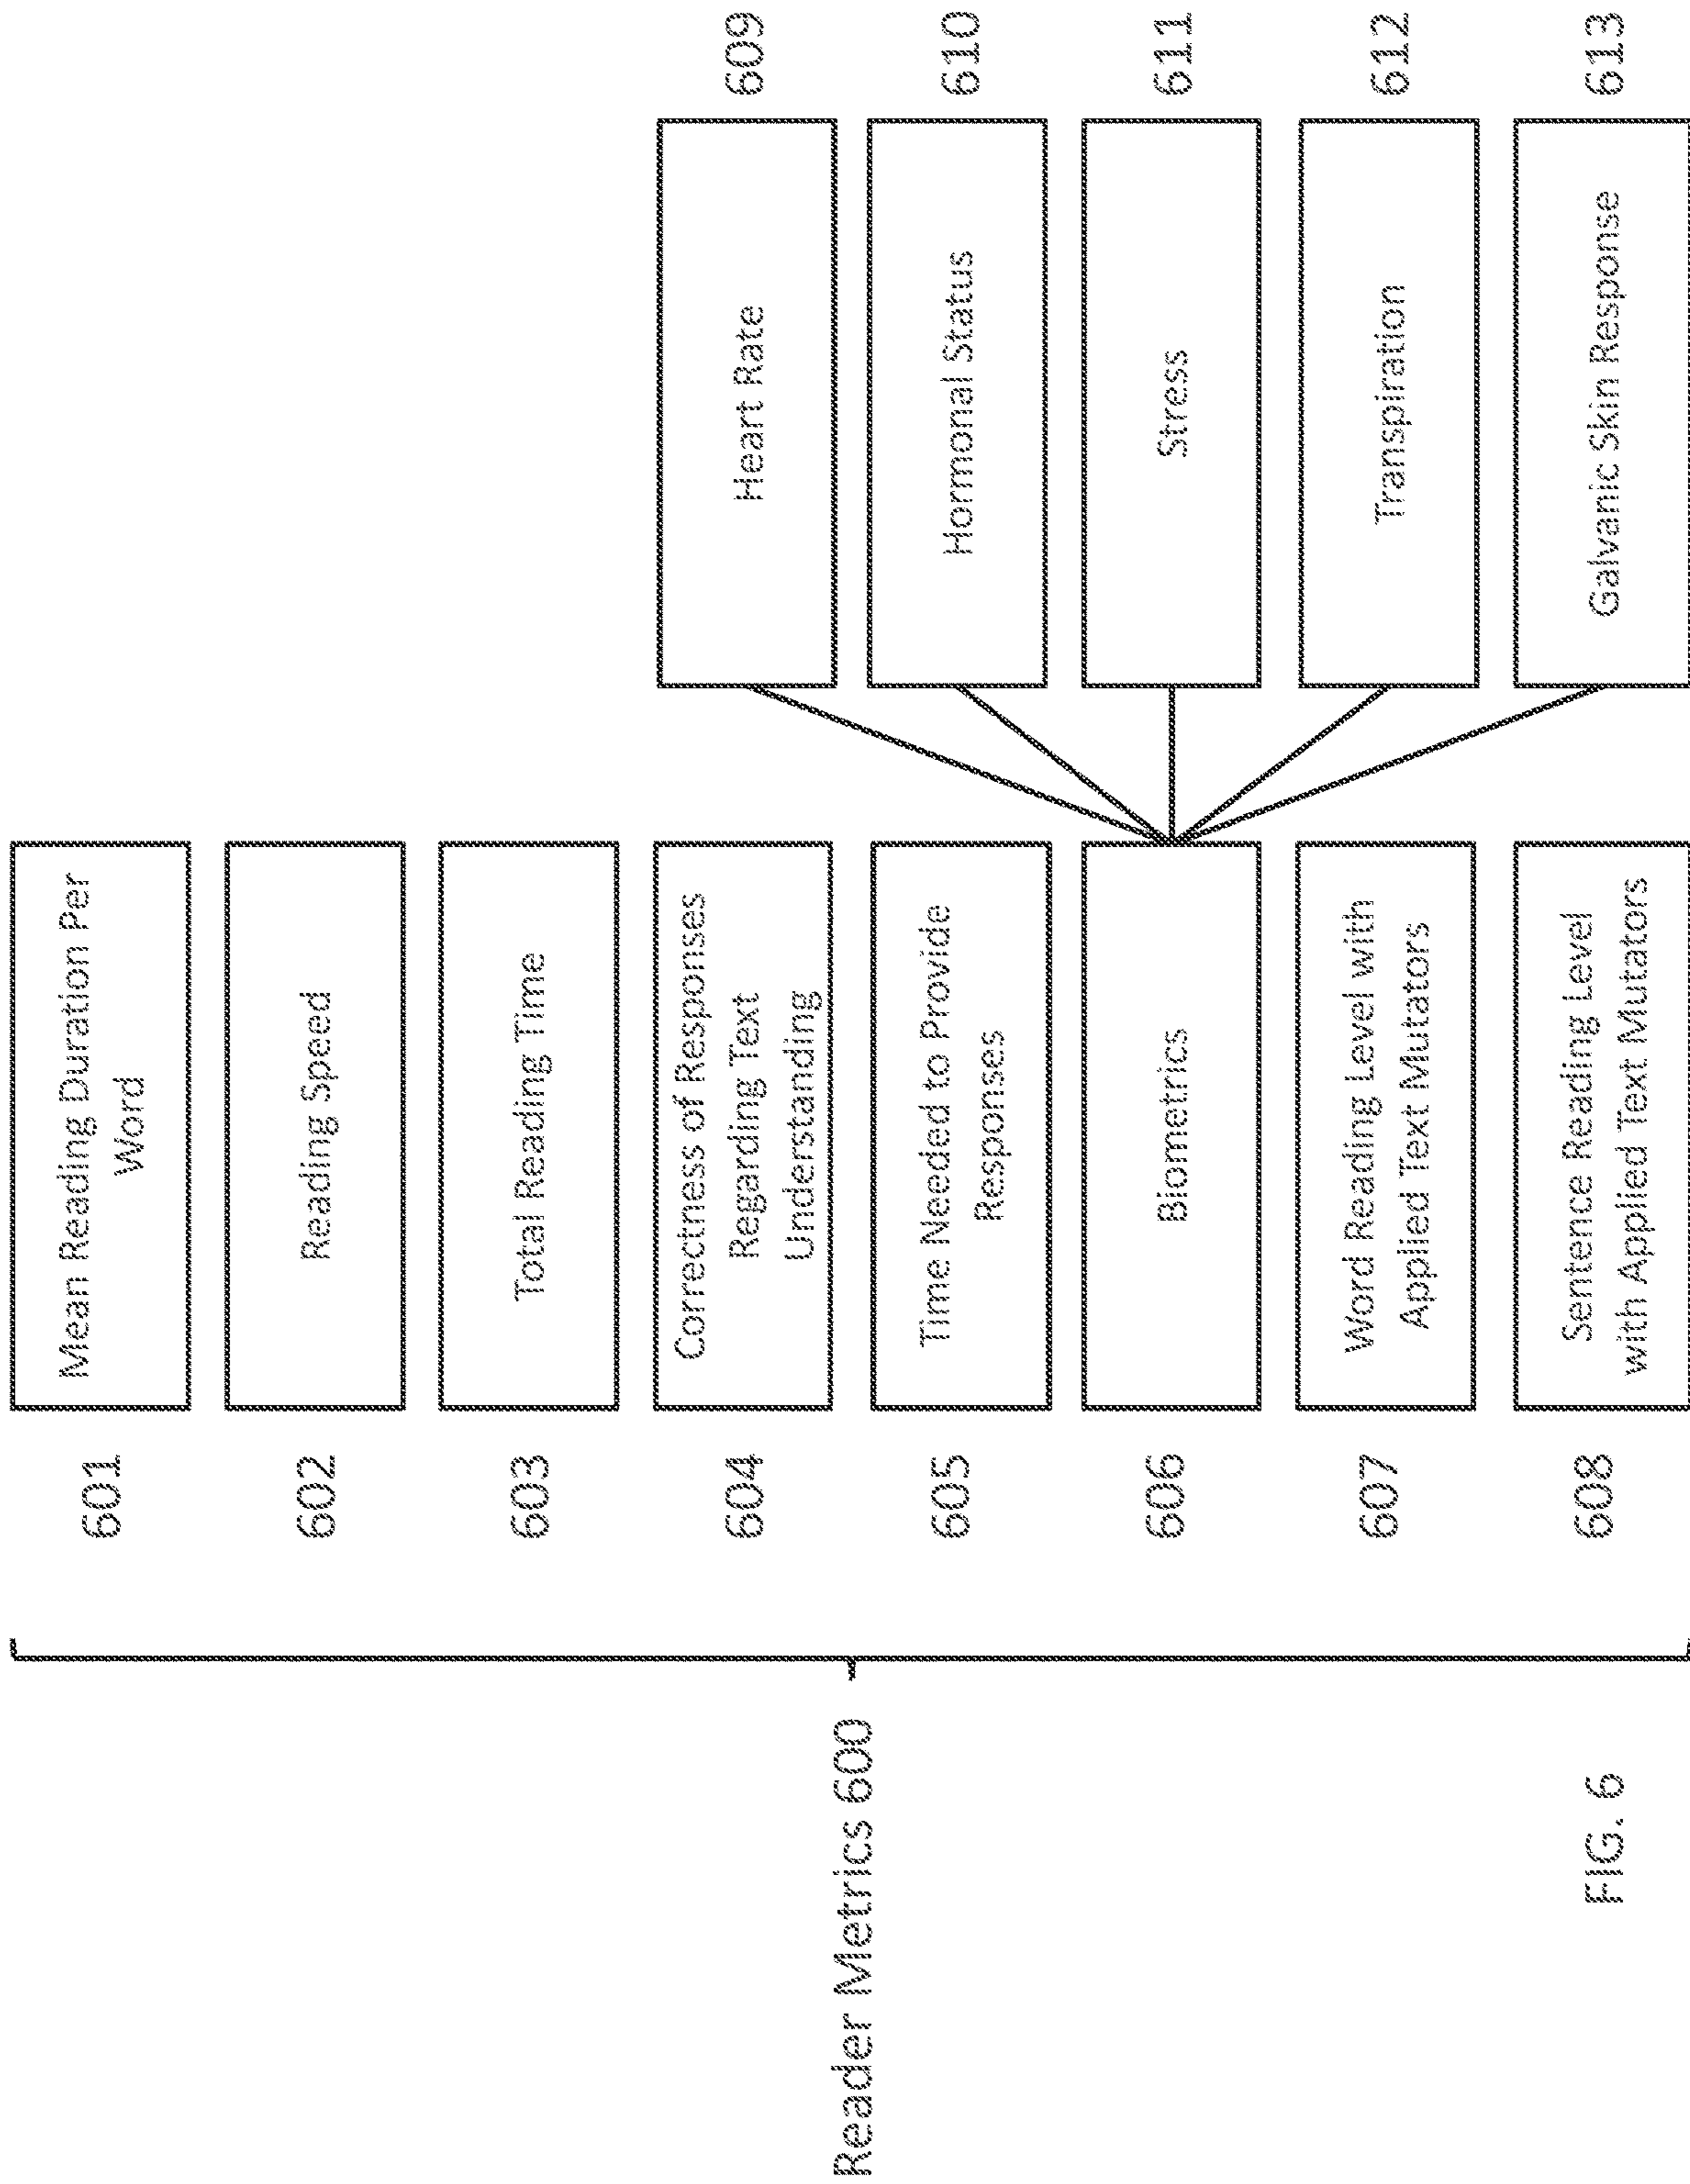 Reader Metrics 600
601
Mean Reading Duration Per
Word
602
Reading Speed
603
Total Reading Time
604
Correctness of Responses
Regarding Text
Understanding
605
Time Needed to Provide
Responses
606
Biometrics
607
Word Reading Level with
Applied Text Mutators
608
Sentence Reading Level
with Applied Text Mutators
Heart Rate
609
Hormonal Status
610
Stress
611
Transpiration
612
Galvanic Skin Response
613
FIG. 6